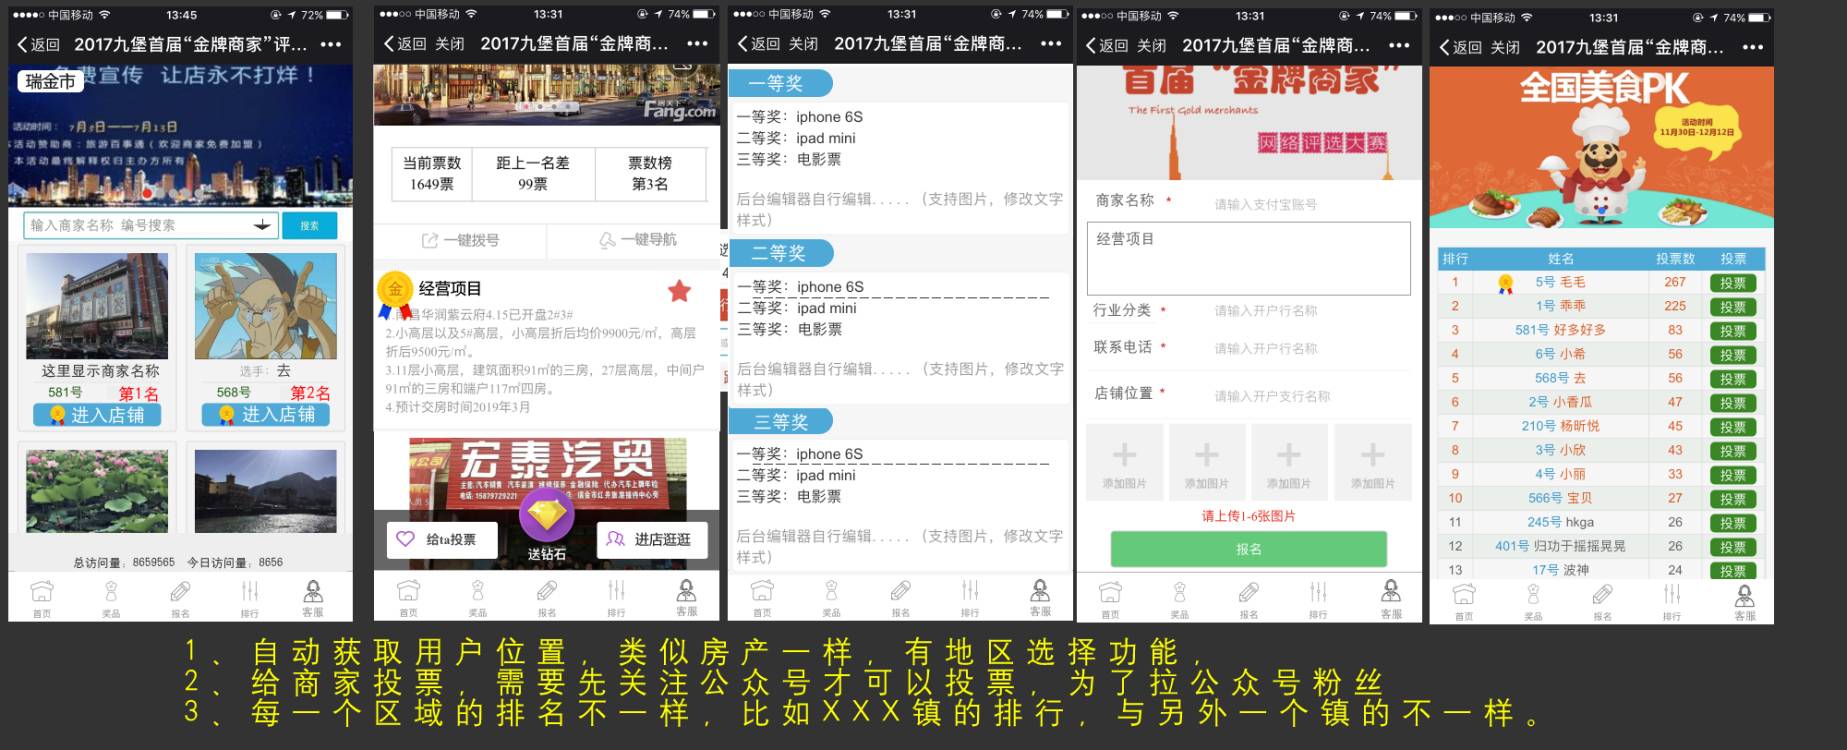 中国移动 13:45 72%
返回 2017九堡首届“金牌商家”评... •••
免费宣传 让店永不打烊！
瑞金市
活动时间： 7月5日——7月15日
活动赞助商：旅游百事通（欢迎商家免费加盟）
本活动最终解释权归主办方所有
输入商家名称 编号搜索
搜索
这里显示商家名称
581号 第1名
进入店铺
选手：去
568号 第2名
进入店铺
总访问量：8659565 今日访问量：8656
首页 奖品 报名 排行 客服
中国移动 13:31 74%
返回 关闭 2017九堡首届“金牌商... •••
Fang.com
当前票数 距上一名差 票数榜
1649票 99票 第3名
一键拨号 一键导航
金 经营项目
1.南昌华润紫云府4.15已开盘2#3#
2.小高层以及5#高层，小高层折后均价9900元/㎡，高层
折后9500元/㎡。
3.11层小高层，建筑面积91㎡的三房，27层高层，中间户
91㎡的三房和端户117㎡四房。
4.预计交房时间2019年3月
宏泰汽贸
电话：15879729221
给ta投票 送钻石 进店逛逛
首页 奖品 报名 排行 客服
中国移动 13:31 74%
返回 关闭 2017九堡首届“金牌商... •••
一等奖
一等奖：iphone 6S
二等奖：ipad mini
三等奖：电影票
后台编辑器自行编辑.....（支持图片，修改文字
样式）
二等奖
一等奖：iphone 6S
二等奖：ipad mini
三等奖：电影票
后台编辑器自行编辑.....（支持图片，修改文字
样式）
三等奖
一等奖：iphone 6S
二等奖：ipad mini
三等奖：电影票
后台编辑器自行编辑.....（支持图片，修改文字
样式）
首页 奖品 报名 排行 客服
中国移动 13:31 74%
返回 关闭 2017九堡首届“金牌商... •••
首届“金牌商家”
The First Gold merchants
网络评选大赛
商家名称 * 请输入支付宝账号
经营项目
行业分类 * 请输入开户行名称
联系电话 * 请输入开户行名称
店铺位置 * 请输入开户支行名称
添加图片 添加图片 添加图片 添加图片
请上传1-6张图片
报名
首页 奖品 报名 排行 客服
中国移动 13:31 74%
返回 关闭 2017九堡首届“金牌商... •••
全国美食PK
活动时间
11月30日-12月12日
排行 姓名 投票数 投票
1 5号 毛毛 267 投票
2 1号 乖乖 225 投票
3 581号 好多好多 83 投票
4 6号 小希 56 投票
5 568号 去 56 投票
6 2号 小香瓜 47 投票
7 210号 杨昕悦 45 投票
8 3号 小欣 43 投票
9 4号 小丽 33 投票
10 566号 宝贝 27 投票
11 245号 hkga 26 投票
12 401号 归功于摇摇晃晃 26 投票
13 17号 波神 24 投票
首页 奖品 报名 排行 客服
1、自动获取用户位置，类似房产一样，有地区选择功能，
2、给商家投票，需要先关注公众号才可以投票，为了拉公众号粉丝
3、每一个区域的排名不一样，比如XXX镇的排行，与另外一个镇的不一样。